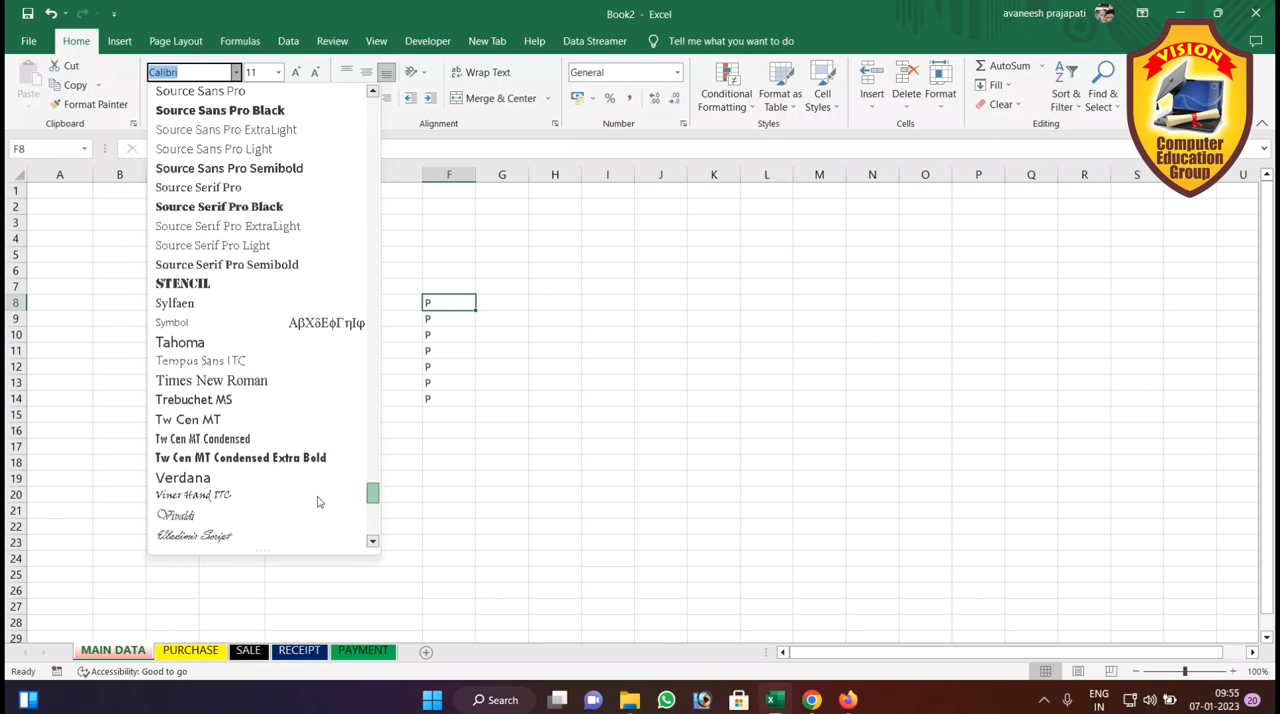 Book2 - Excel
avaneesh prajapati
File Home Insert Page Layout Formulas Data Review View Developer New Tab Help Data Streamer Tell me what you want to do
VISION
Computer
Education
Group
Paste
Cut
Copy
Format Painter
Clipboard
Calibri
11
Wrap Text
Merge & Center
Alignment
General
Number
Conditional
Formatting
Format as
Table
Cell
Styles
Styles
Insert
Delete
Format
Cells
AutoSum
Fill
Clear
Sort &
Filter
Find &
Select
Editing
F8
A B F G H I J K L M N O P Q R S T U
Source Sans Pro
Source Sans Pro Black
Source Sans Pro ExtraLight
Source Sans Pro Light
Source Sans Pro Semibold
Source Serif Pro
Source Serif Pro Black
Source Serif Pro ExtraLight
Source Serif Pro Light
Source Serif Pro Semibold
STENCIL
Sylfaen
Symbol ΑβΧδΕφΓηΙφ
Tahoma
Tempus Sans ITC
Times New Roman
Trebuchet MS
Tw Cen MT
Tw Cen MT Condensed
Tw Cen MT Condensed Extra Bold
Verdana
Viner Hand ITC
Vivaldi
Vladimir Script
1
2
3
4
5
6
7
8 P
9 P
10 P
11 P
12 P
13 P
14 P
15
16
17
18
19
20
21
22
23
24
25
26
27
28
29
MAIN DATA PURCHASE SALE RECEIPT PAYMENT
Ready Accessibility: Good to go 100%
Search
ENG
IN
09:55
07-01-2023
20